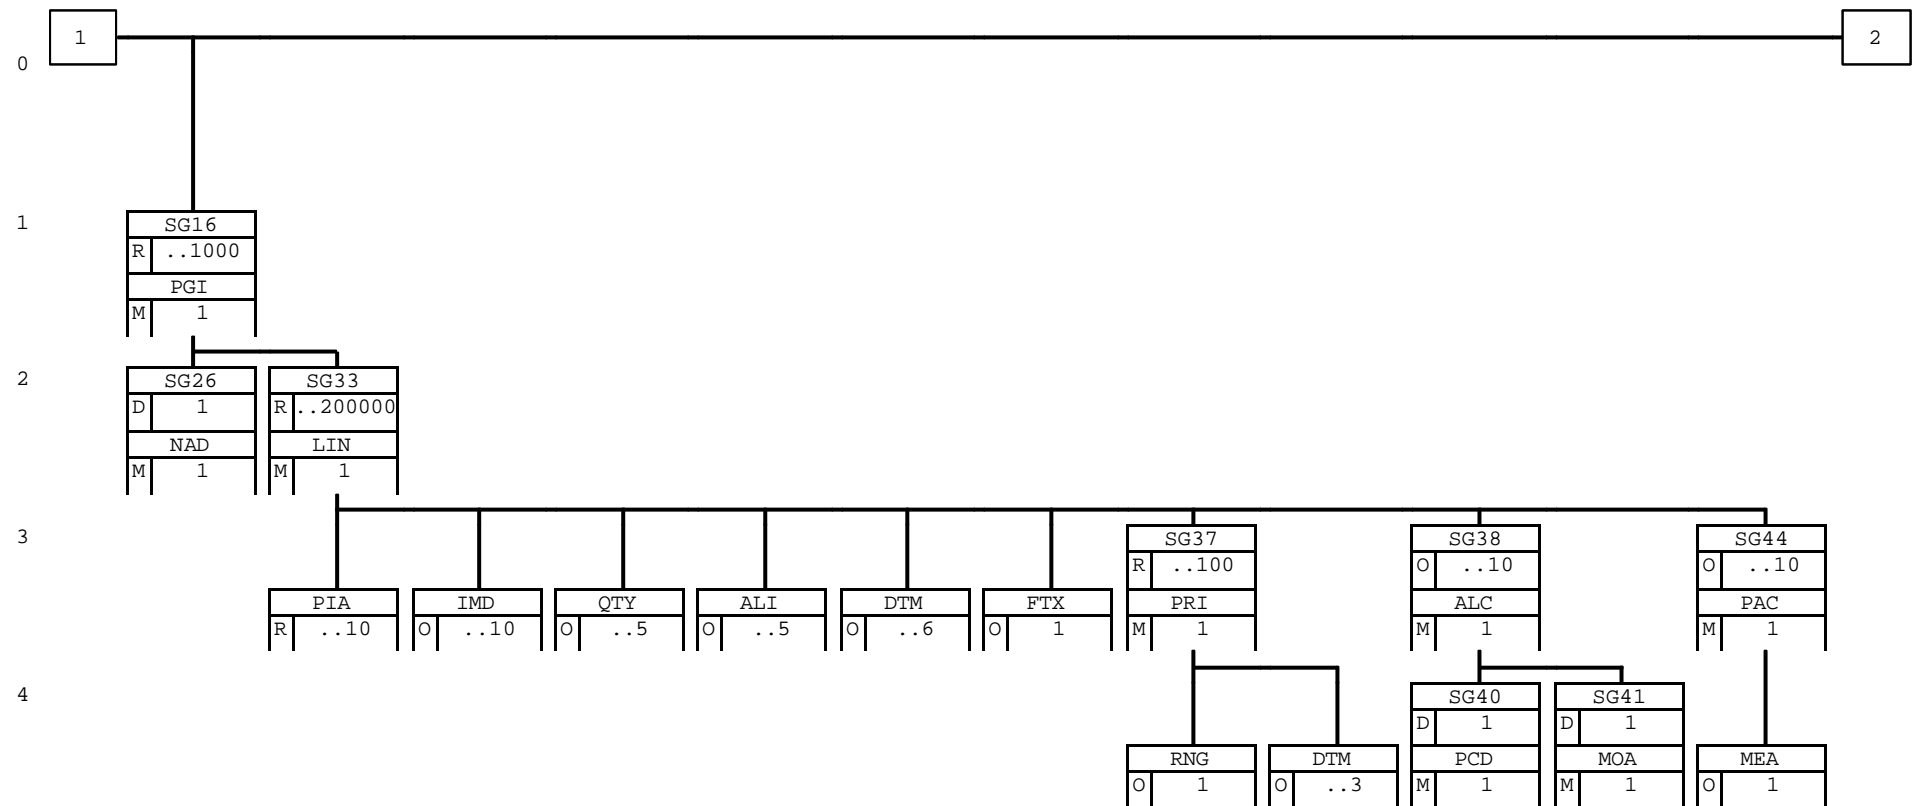 1 2
0
1 SG16
R ..1000
PGI
M 1
2 SG26 SG33
D 1 R ..200000
NAD LIN
M 1 M 1
3 SG37 SG38 SG44
R ..100 O ..10 O ..10
PIA IMD QTY ALI DTM FTX PRI ALC PAC
R ..10 O ..10 O ..5 O ..5 O ..6 O 1 M 1 M 1 M 1
4 SG40 SG41
D 1 D 1
RNG DTM PCD MOA MEA
O 1 O ..3 M 1 M 1 O 1